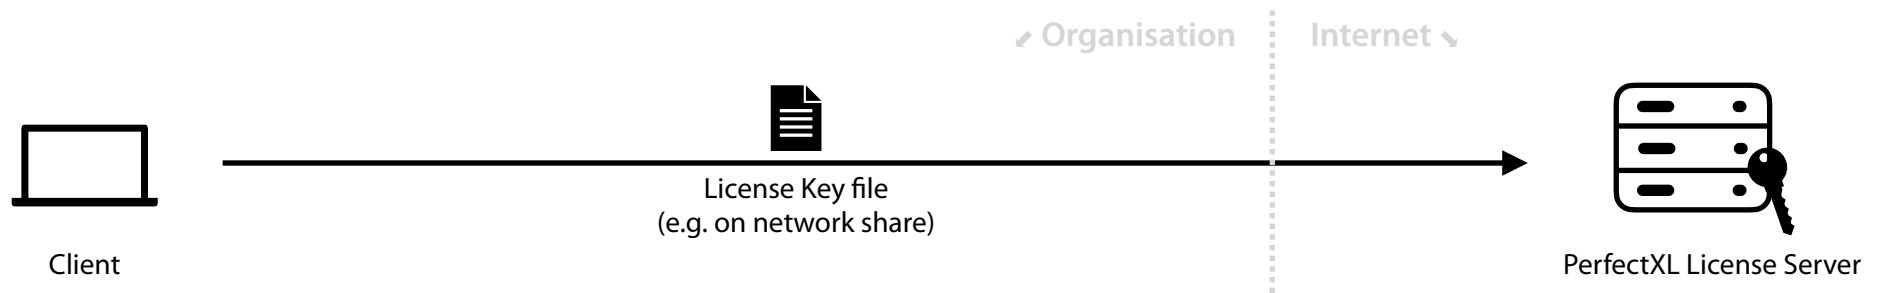 Organisation
Internet
License Key file
(e.g. on network share)
Client
PerfectXL License Server